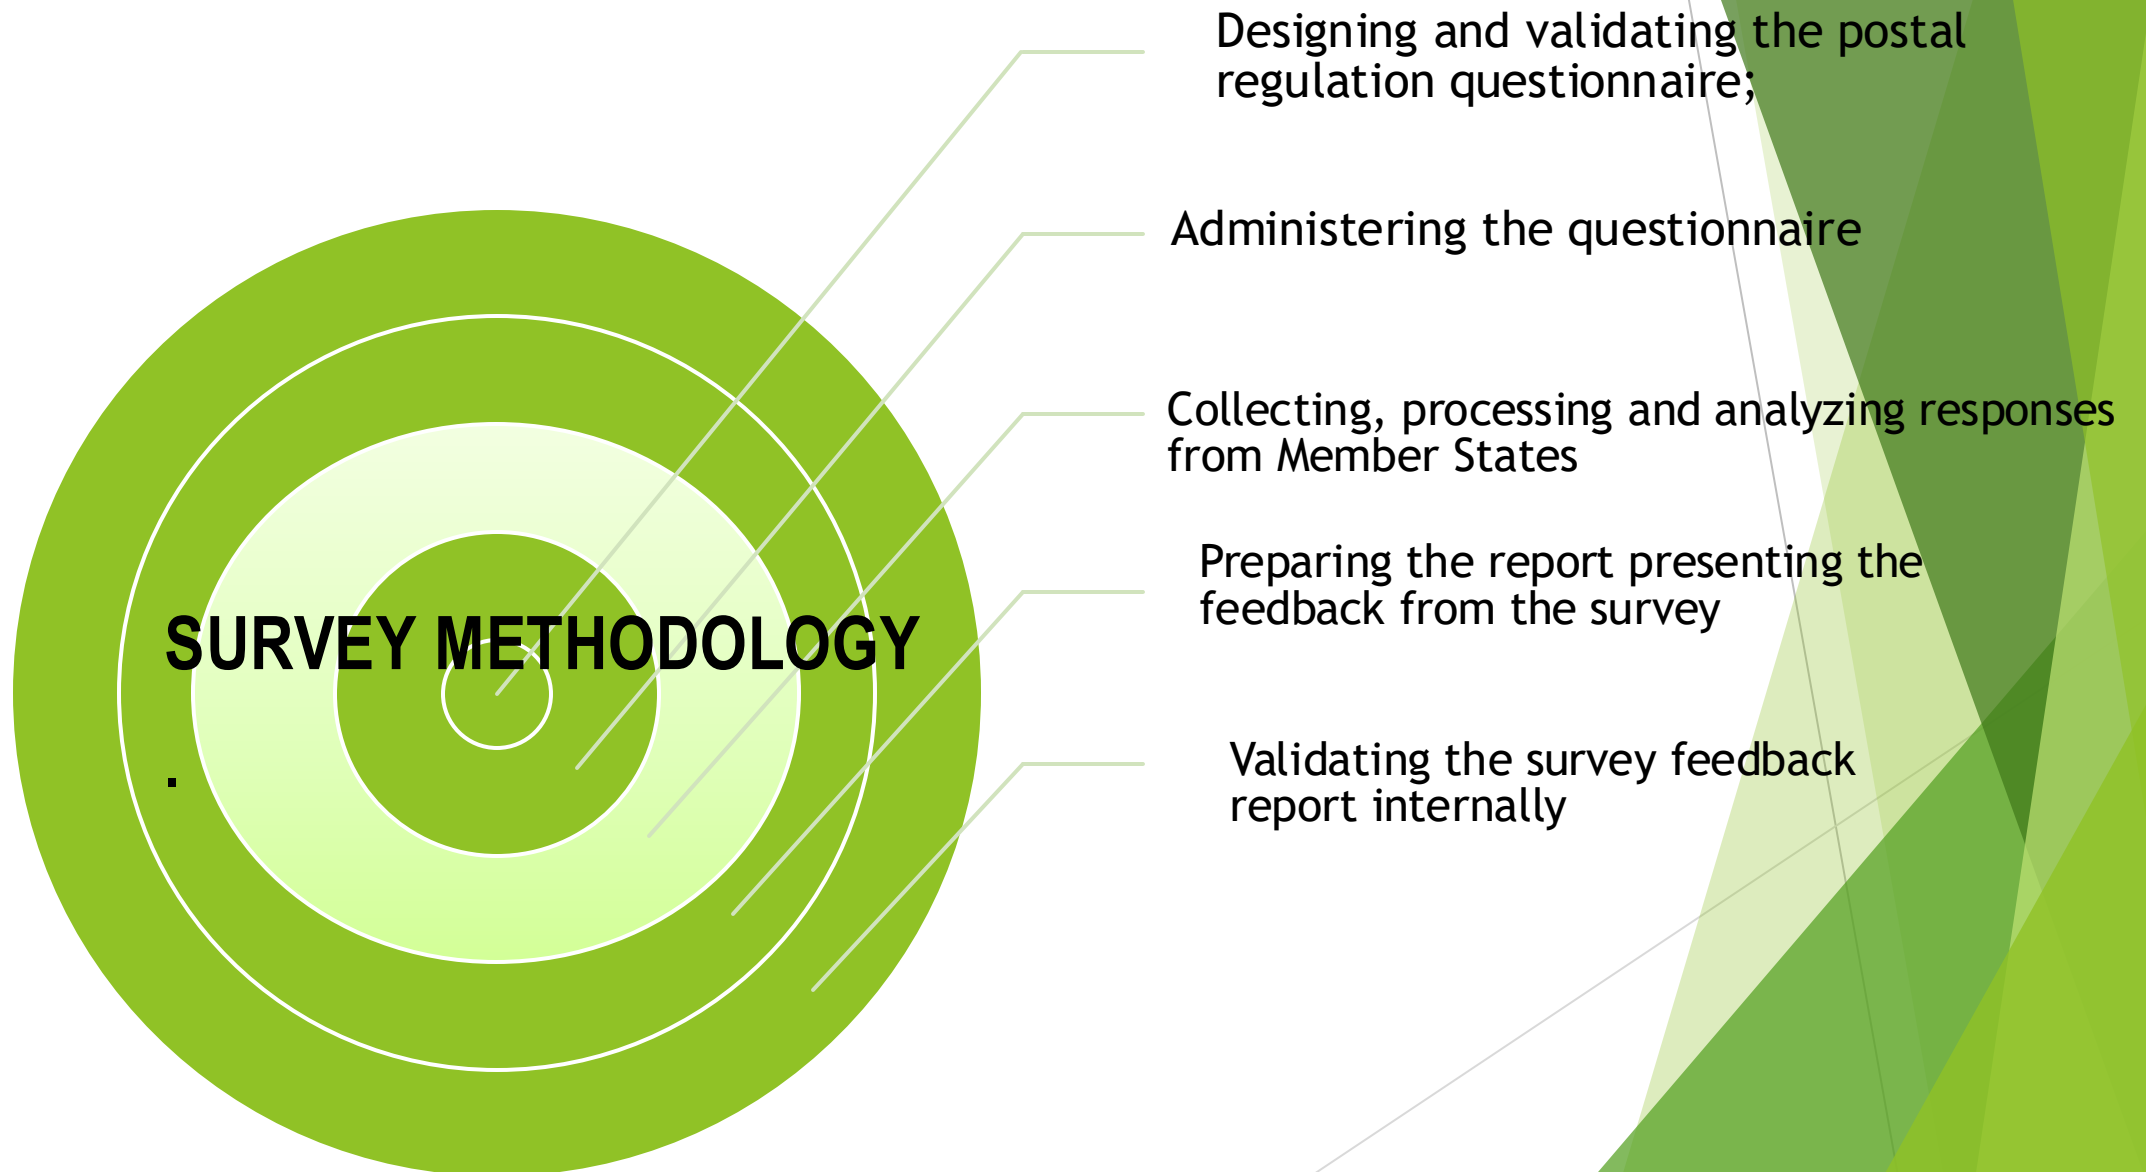 Designing and validating the postal
regulation questionnaire;
Administering the questionnaire
Collecting, processing and analyzing responses
from Member States
Preparing the report presenting the
feedback from the survey
SURVEY METHODOLOGY
Validating the survey feedback
report internally
.